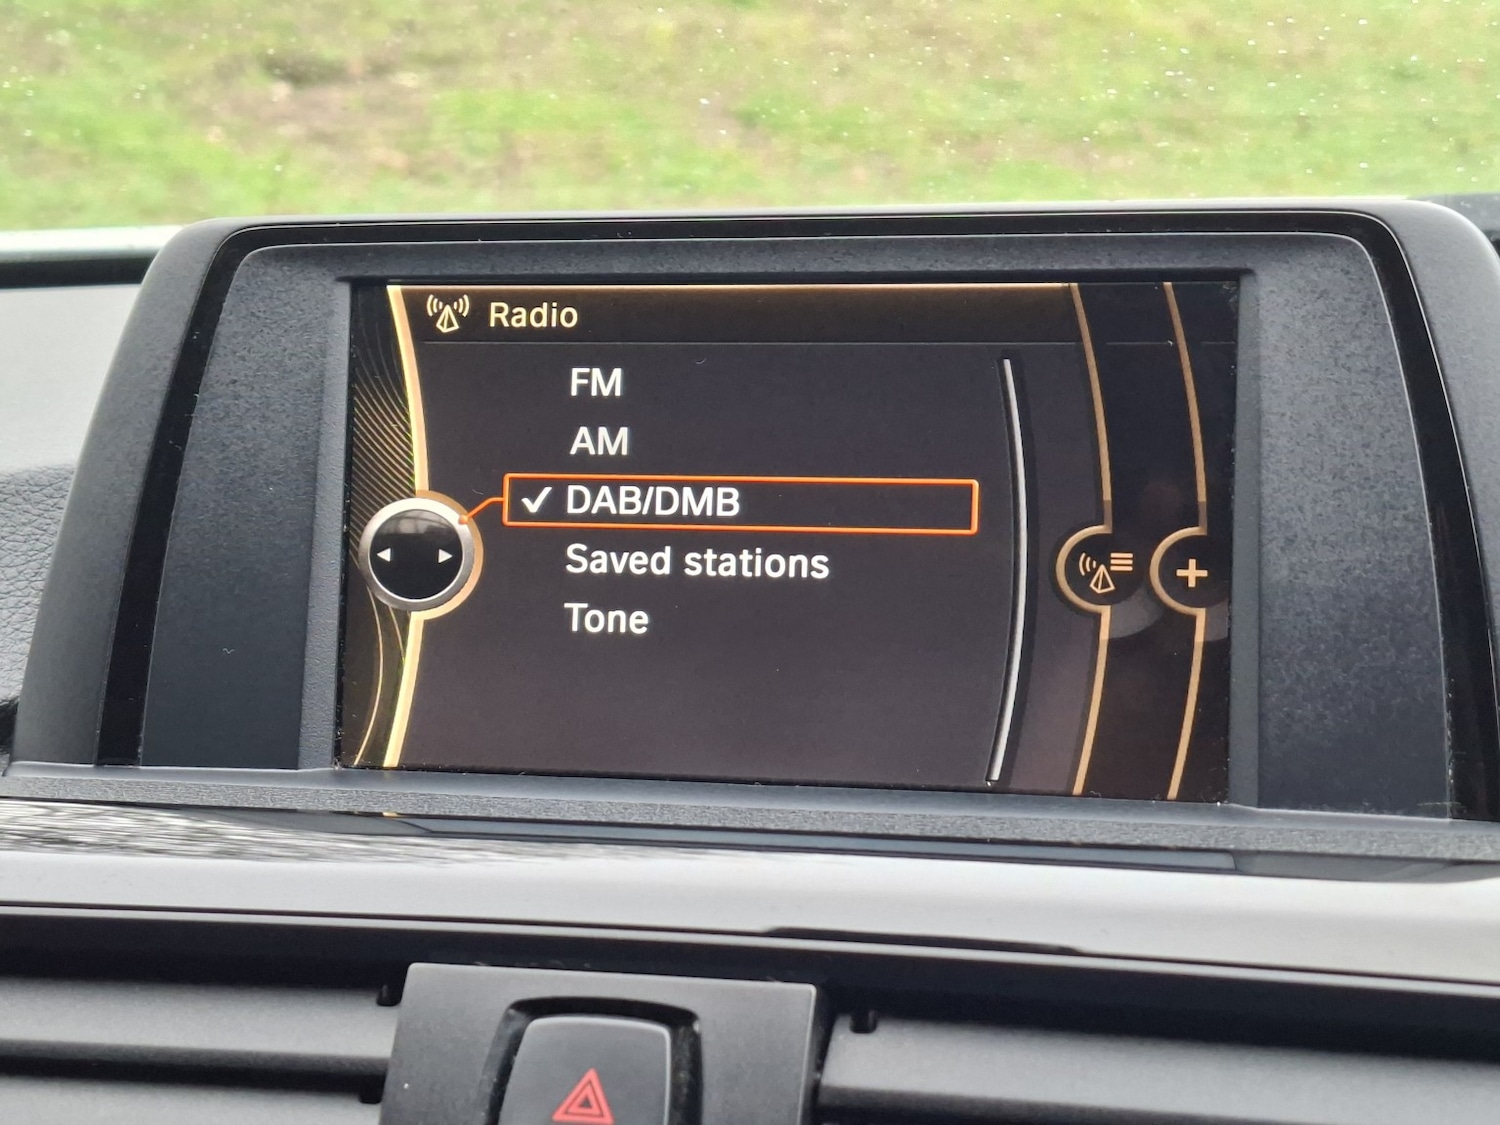 Radio
FM
AM
✓ DAB/DMB
Saved stations
Tone